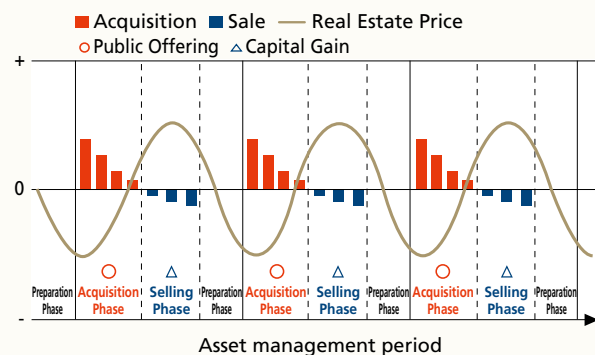 Acquisition Sale Real Estate Price
Public Offering Capital Gain
+
0
-
Preparation Phase
Acquisition Phase
Selling Phase
Preparation Phase
Acquisition Phase
Selling Phase
Preparation Phase
Acquisition Phase
Selling Phase
Preparation Phase
Asset management period